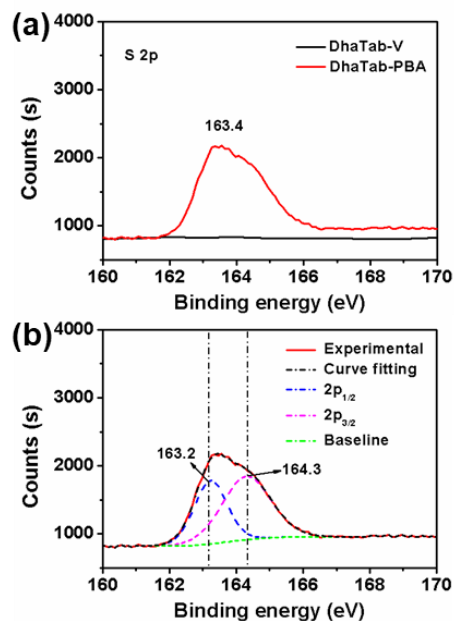 (a)
S 2p
DhaTab-V
DhaTab-PBA
163.4
4000
3000
2000
1000
Counts (s)
160 162 164 166 168 170
Binding energy (eV)
(b)
Experimental
Curve fitting
2p1/2
2p3/2
Baseline
163.2
164.3
4000
3000
2000
1000
Counts (s)
160 162 164 166 168 170
Binding energy (eV)